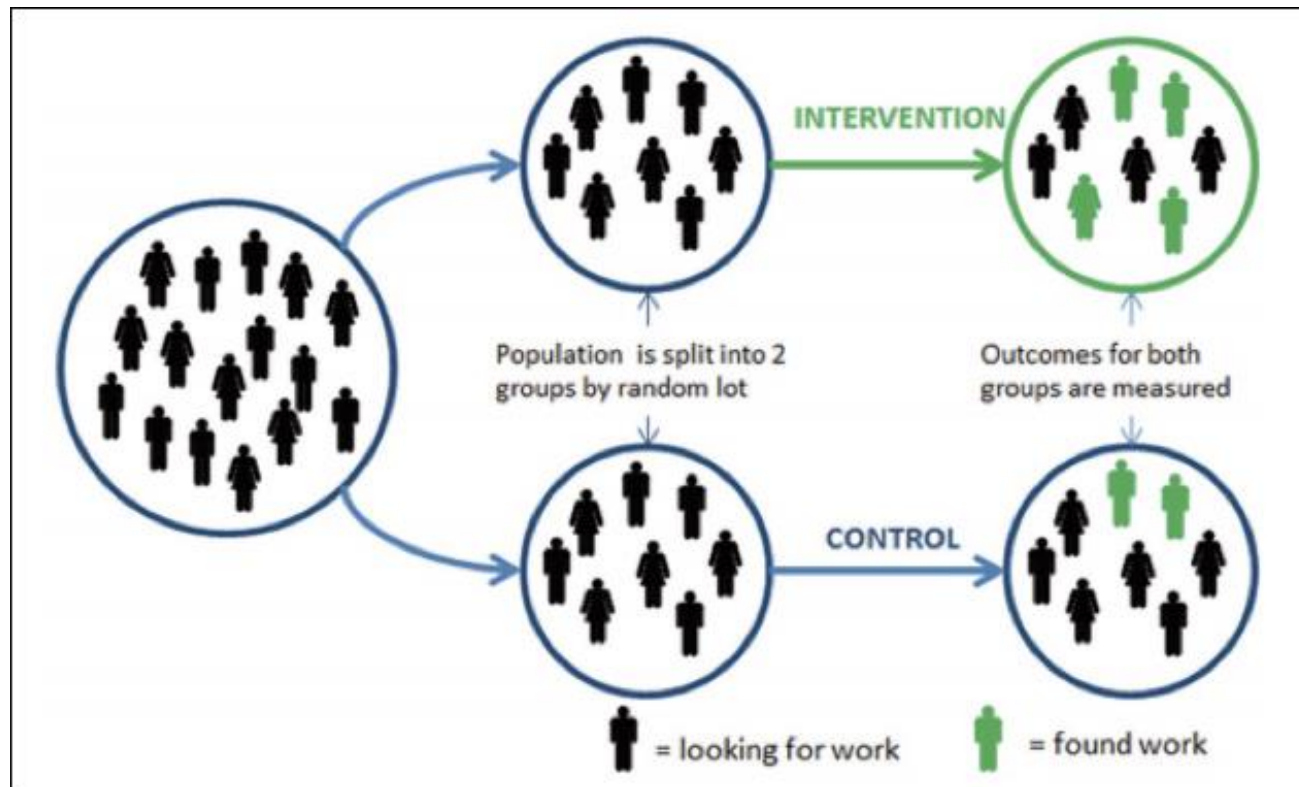 INTERVENTION
Population is split into 2
groups by random lot
Outcomes for both
groups are measured
CONTROL
= looking for work
= found work